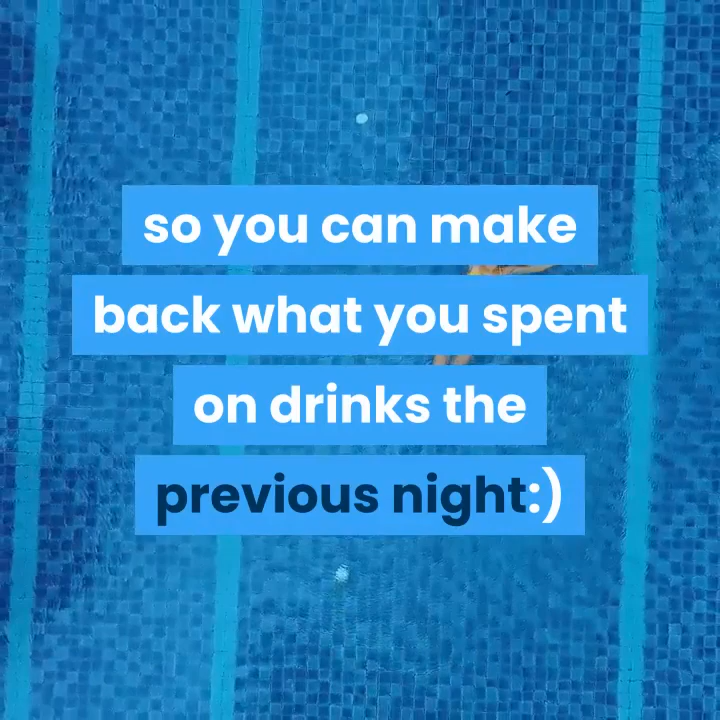 so you can make
back what you spent
on drinks the
previous night:)